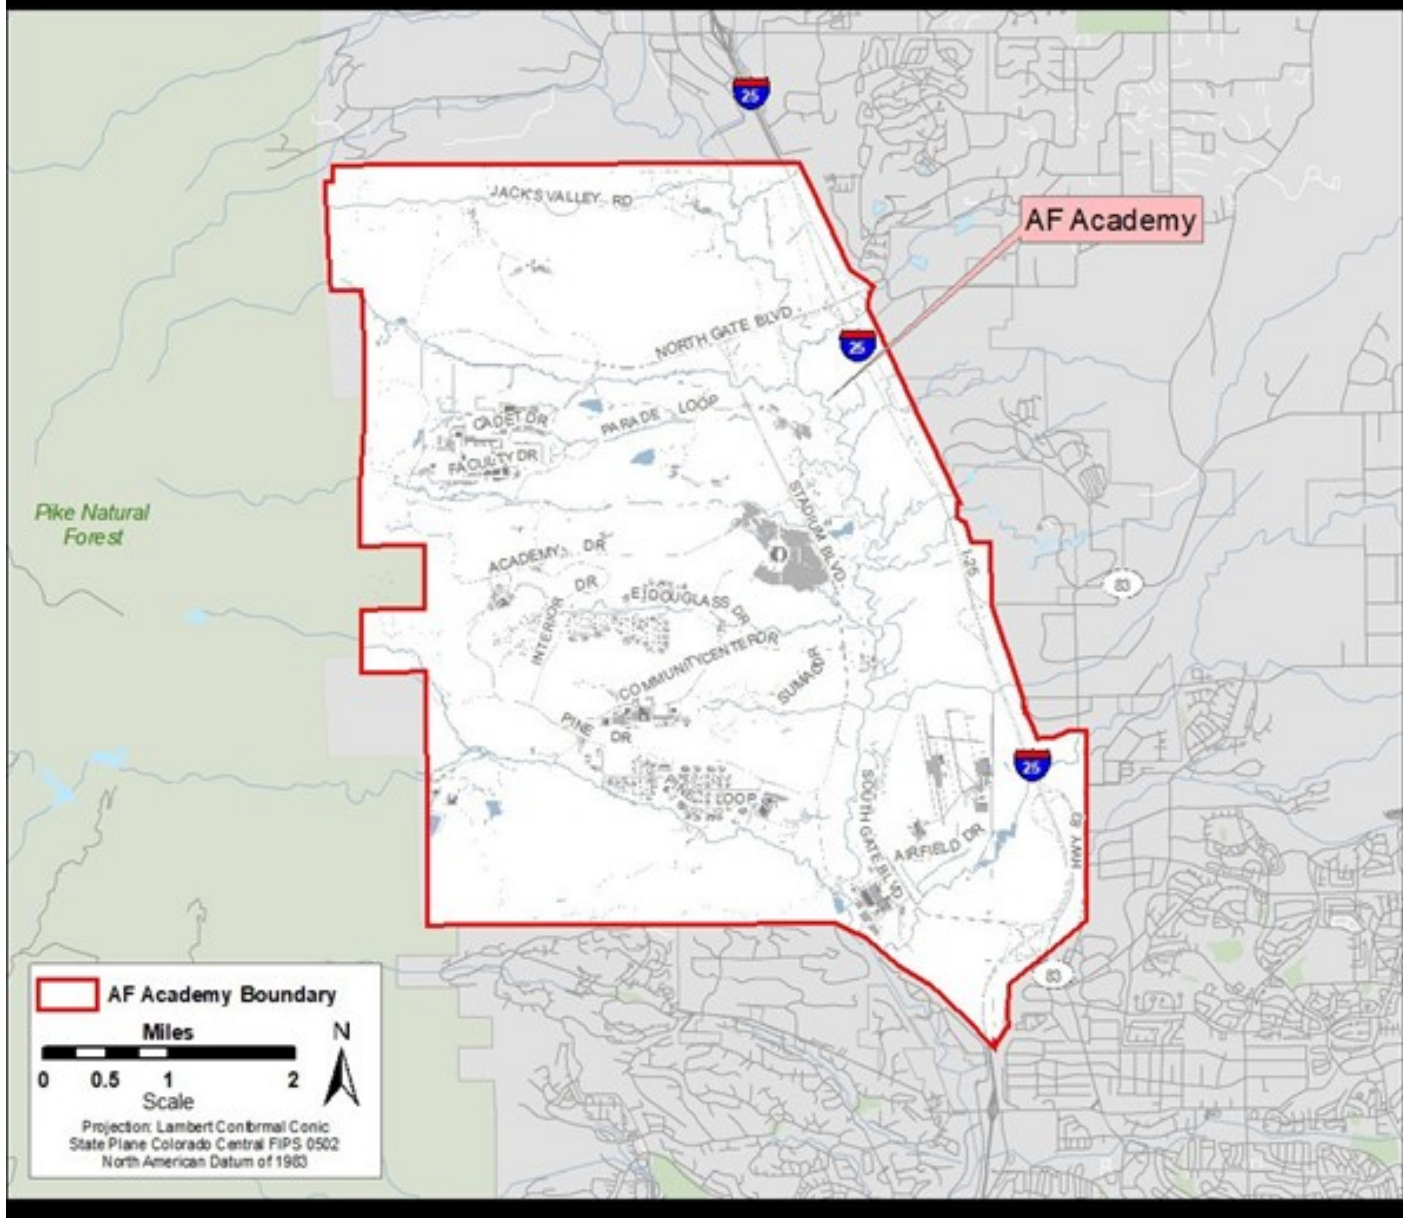 25
JACK'S VALLEY RD
AF Academy
NORTH GATE BLVD
25
CADET DR
PARADE LOOP
FACULTY DR
Pike Natural
Forest
STADIUM BLVD
ACADEMY DR
I-25
83
INTERIOR DR
E DOUGLASS DR
COMMUNITY CENTER DR
SUMAC DR
PINE DR
25
PINE LOOP
SOUTH GATE BLVD
AIRFIELD DR
HWY 83
83
AF Academy Boundary
Miles
N
0 0.5 1 2
Scale
Projection: Lambert Conformal Conic
State Plane Colorado Central FIPS 0502
North American Datum of 1983